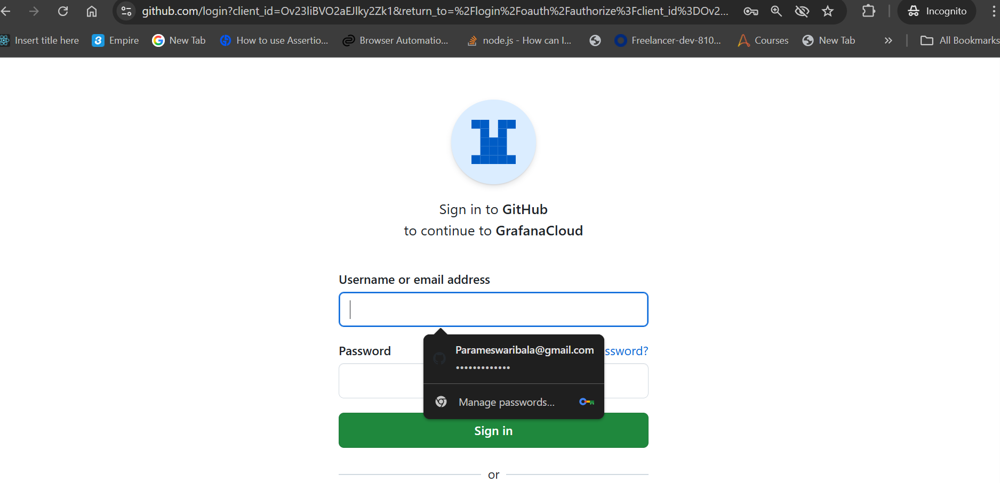 github.com/login?client_id=Ov23liBVO2aEJlky2Zk1&return_to=%2Flogin%2Foauth%2Fauthorize%3Fclient_id%3DOv2...
Incognito
Insert title here
Empire
New Tab
How to use Assertio...
Browser Automatio...
node.js - How can I...
Freelancer-dev-810...
Courses
New Tab
All Bookmarks
Sign in to GitHub
to continue to GrafanaCloud
Username or email address
Password
ssword?
Parameswaribala@gmail.com
•••••••••••••
Manage passwords...
Sign in
or